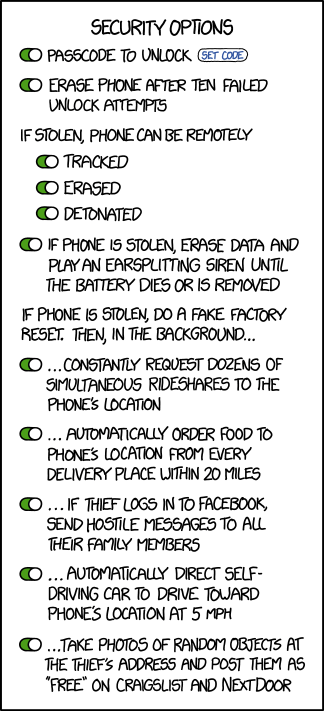 SECURITY OPTIONS
PASSCODE TO UNLOCK SET CODE
ERASE PHONE AFTER TEN FAILED
UNLOCK ATTEMPTS
IF STOLEN, PHONE CAN BE REMOTELY
TRACKED
ERASED
DETONATED
IF PHONE IS STOLEN, ERASE DATA AND
PLAY AN EARSPLITTING SIREN UNTIL
THE BATTERY DIES OR IS REMOVED
IF PHONE IS STOLEN, DO A FAKE FACTORY
RESET. THEN, IN THE BACKGROUND...
...CONSTANTLY REQUEST DOZENS OF
SIMULTANEOUS RIDESHARES TO THE
PHONE'S LOCATION
... AUTOMATICALLY ORDER FOOD TO
PHONE'S LOCATION FROM EVERY
DELIVERY PLACE WITHIN 20 MILES
... IF THIEF LOGS IN TO FACEBOOK,
SEND HOSTILE MESSAGES TO ALL
THEIR FAMILY MEMBERS
... AUTOMATICALLY DIRECT SELF-
DRIVING CAR TO DRIVE TOWARD
PHONE'S LOCATION AT 5 MPH
...TAKE PHOTOS OF RANDOM OBJECTS AT
THE THIEF'S ADDRESS AND POST THEM AS
"FREE" ON CRAIGSLIST AND NEXTDOOR